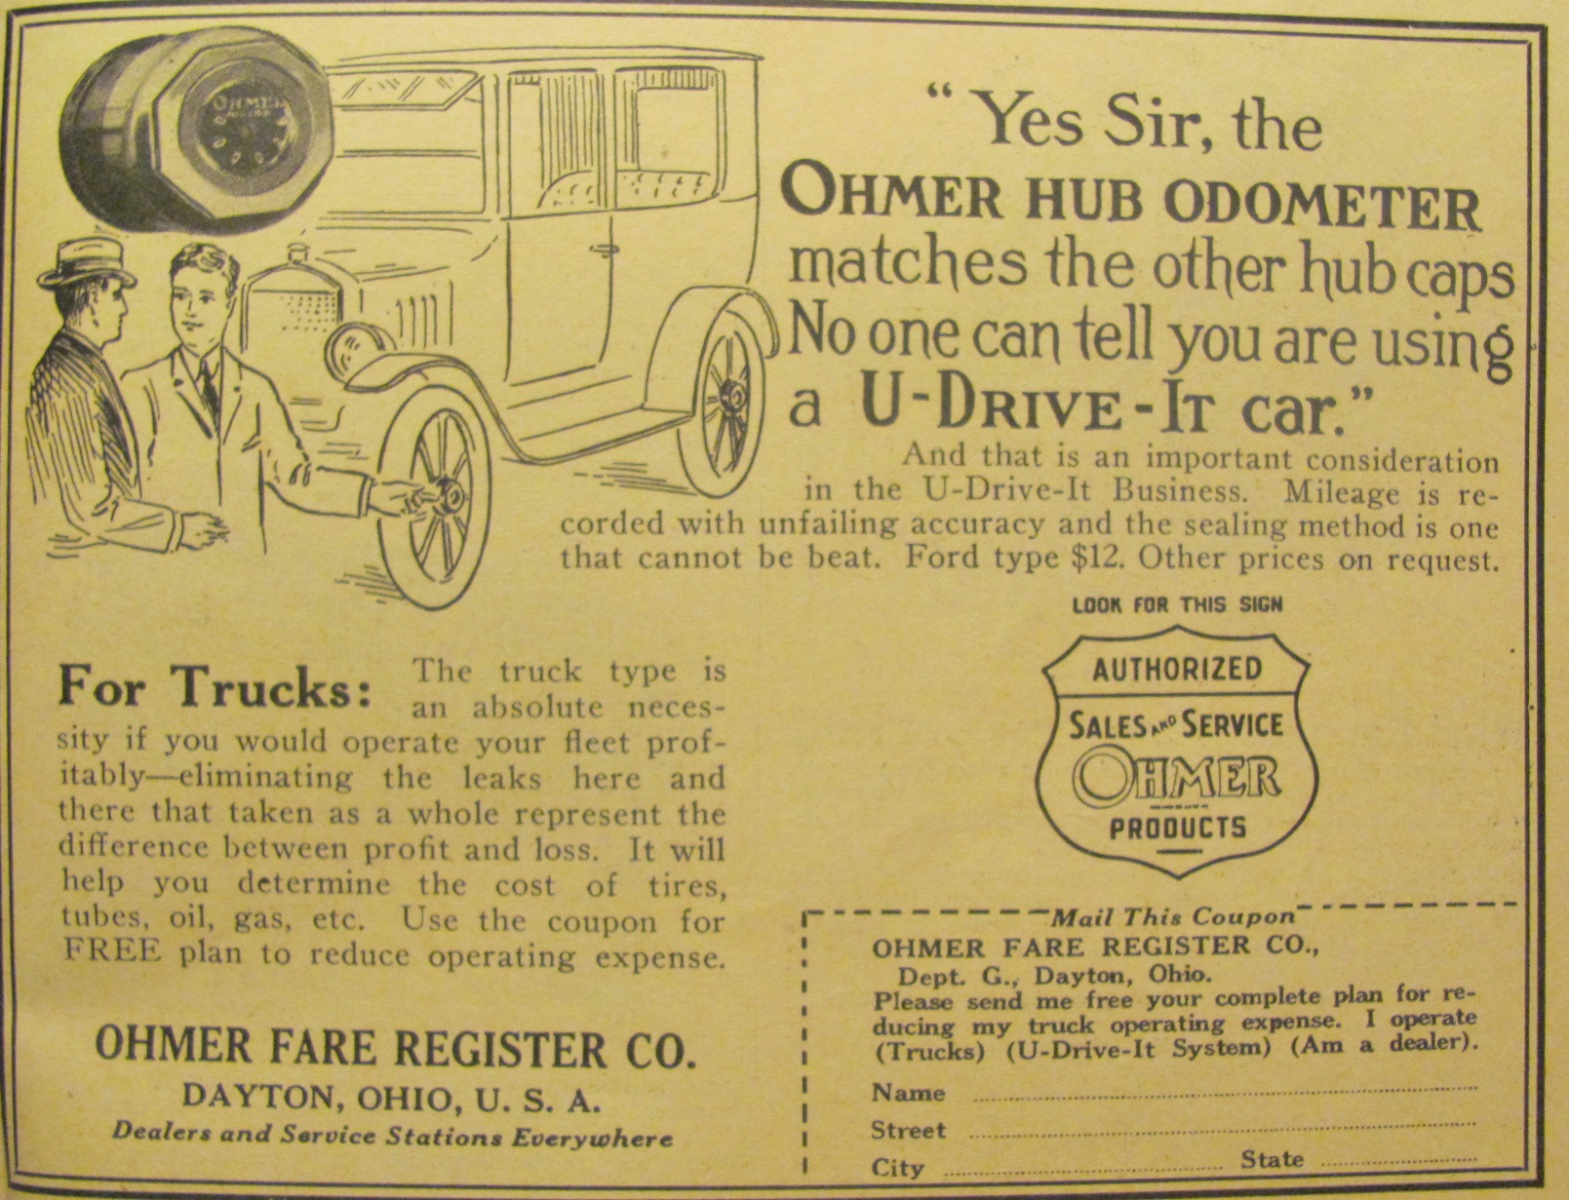 OHMER
"Yes Sir, the
OHMER HUB ODOMETER
matches the other hub caps
No one can tell you are using
a U-DRIVE-IT car."
And that is an important consideration
in the U-Drive-It Business. Mileage is re-
corded with unfailing accuracy and the sealing method is one
that cannot be beat. Ford type $12. Other prices on request.
For Trucks: The truck type is
an absolute neces-
sity if you would operate your fleet prof-
itably—eliminating the leaks here and
there that taken as a whole represent the
difference between profit and loss. It will
help you determine the cost of tires,
tubes, oil, gas, etc. Use the coupon for
FREE plan to reduce operating expense.
OHMER FARE REGISTER CO.
DAYTON, OHIO, U. S. A.
Dealers and Service Stations Everywhere
LOOK FOR THIS SIGN
AUTHORIZED
SALES AND SERVICE
OHMER
PRODUCTS
Mail This Coupon
OHMER FARE REGISTER CO.,
Dept. G., Dayton, Ohio.
Please send me free your complete plan for re-
ducing my truck operating expense. I operate
(Trucks) (U-Drive-It System) (Am a dealer).
Name
Street
City State